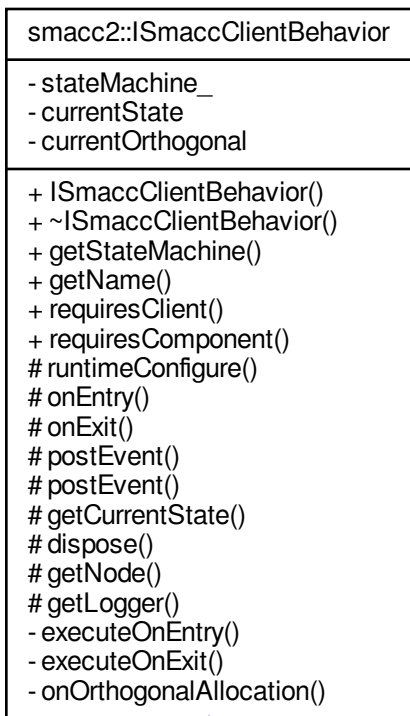 smacc2::ISmaccClientBehavior
- stateMachine_
- currentState
- currentOrthogonal
+ ISmaccClientBehavior()
+ ~ISmaccClientBehavior()
+ getStateMachine()
+ getName()
+ requiresClient()
+ requiresComponent()
# runtimeConfigure()
# onEntry()
# onExit()
# postEvent()
# postEvent()
# getCurrentState()
# dispose()
# getNode()
# getLogger()
- executeOnEntry()
- executeOnExit()
- onOrthogonalAllocation()